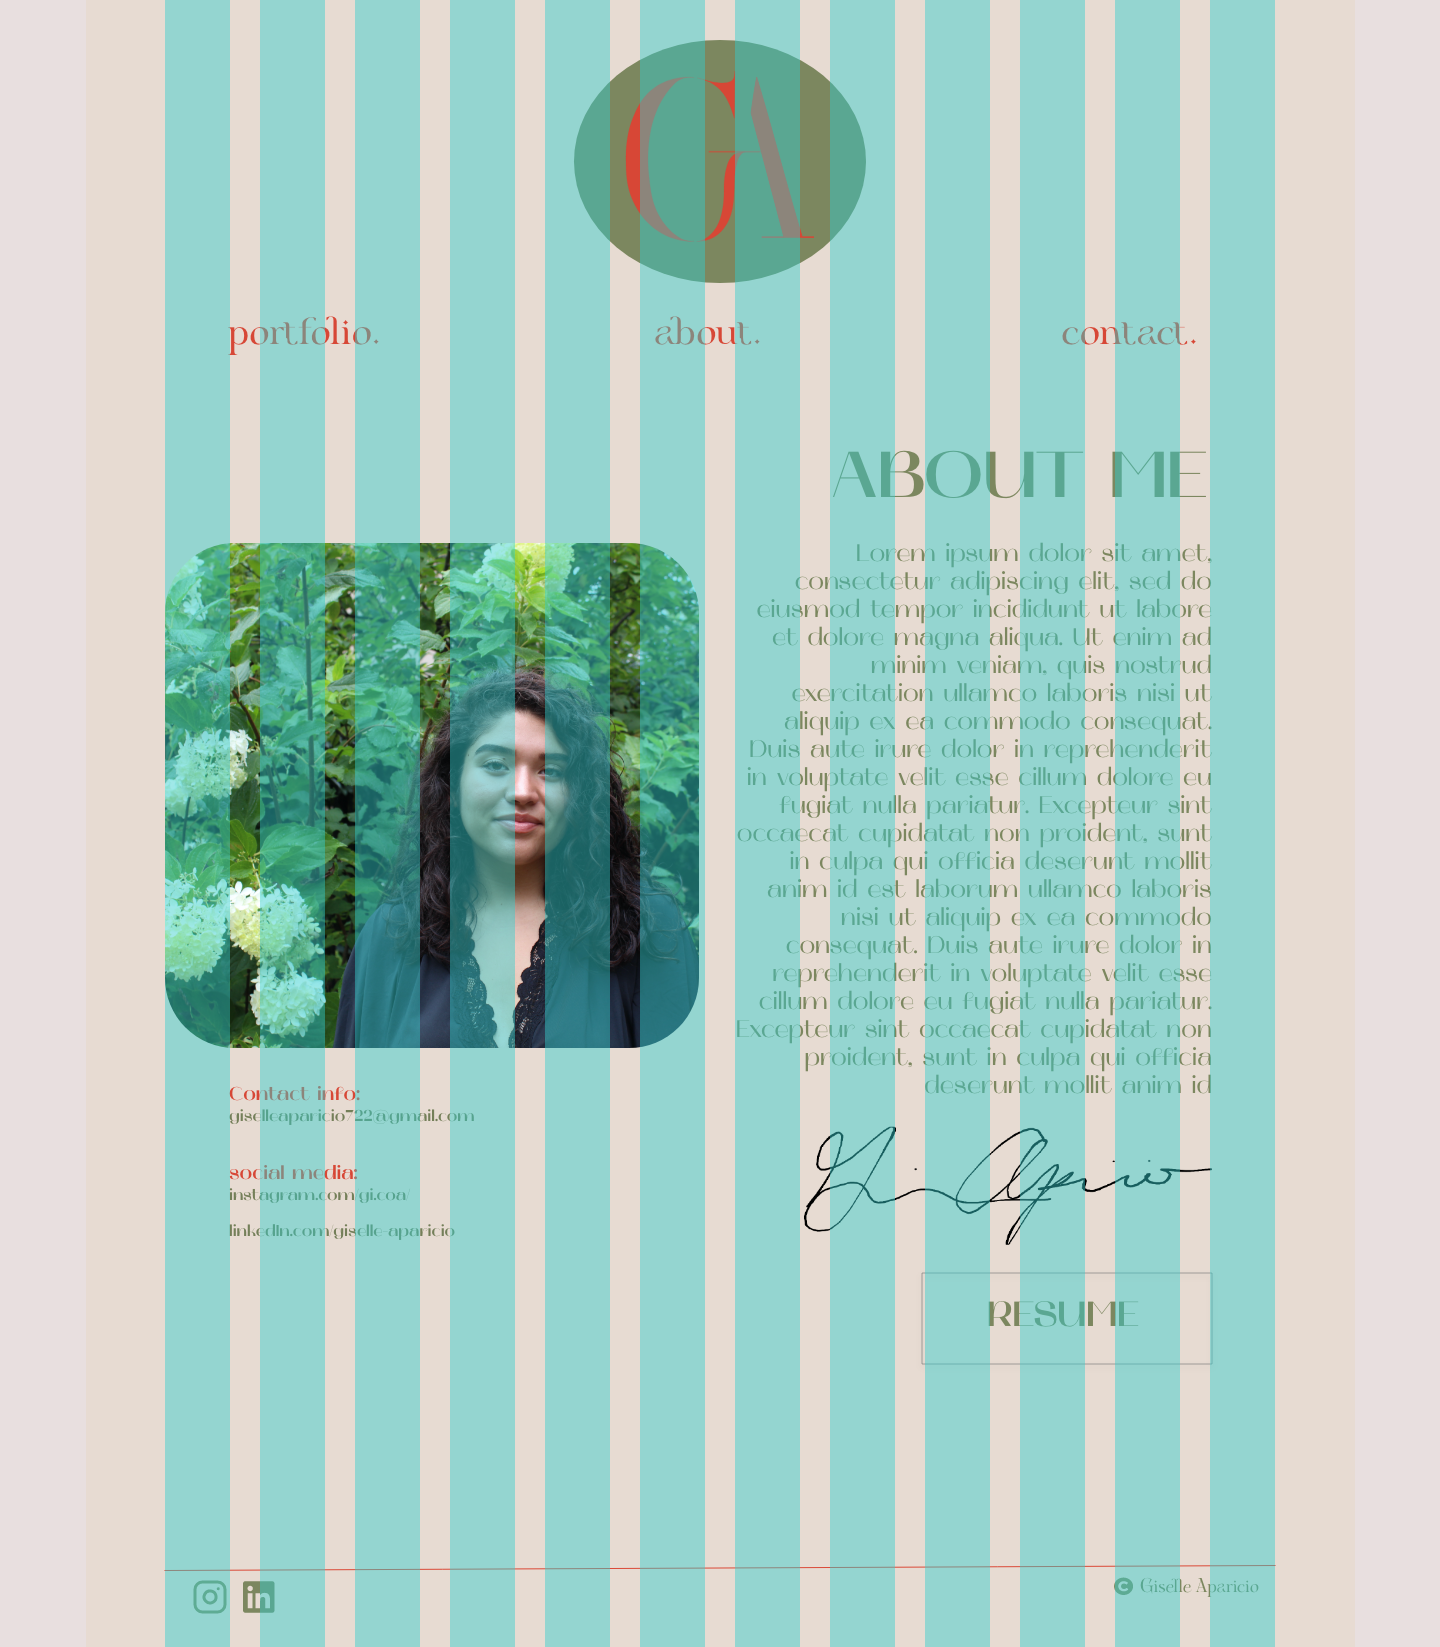 GA
portfolio. about. contact.
ABOUT ME
Lorem ipsum dolor sit amet,
consectetur adipiscing elit, sed do
eiusmod tempor incididunt ut labore
et dolore magna aliqua. Ut enim ad
minim veniam, quis nostrud
exercitation ullamco laboris nisi ut
aliquip ex ea commodo consequat.
Duis aute irure dolor in reprehenderit
in voluptate velit esse cillum dolore eu
fugiat nulla pariatur. Excepteur sint
occaecat cupidatat non proident, sunt
in culpa qui officia deserunt mollit
anim id est laborum ullamco laboris
nisi ut aliquip ex ea commodo
consequat. Duis aute irure dolor in
reprehenderit in voluptate velit esse
cillum dolore eu fugiat nulla pariatur.
Excepteur sint occaecat cupidatat non
proident, sunt in culpa qui officia
deserunt mollit anim id
Contact info:
giselleaparicio722@gmail.com
social media:
instagram.com/gi.coa/
linkedIn.com/giselle-aparicio
RESUME
in
© Giselle Aparicio